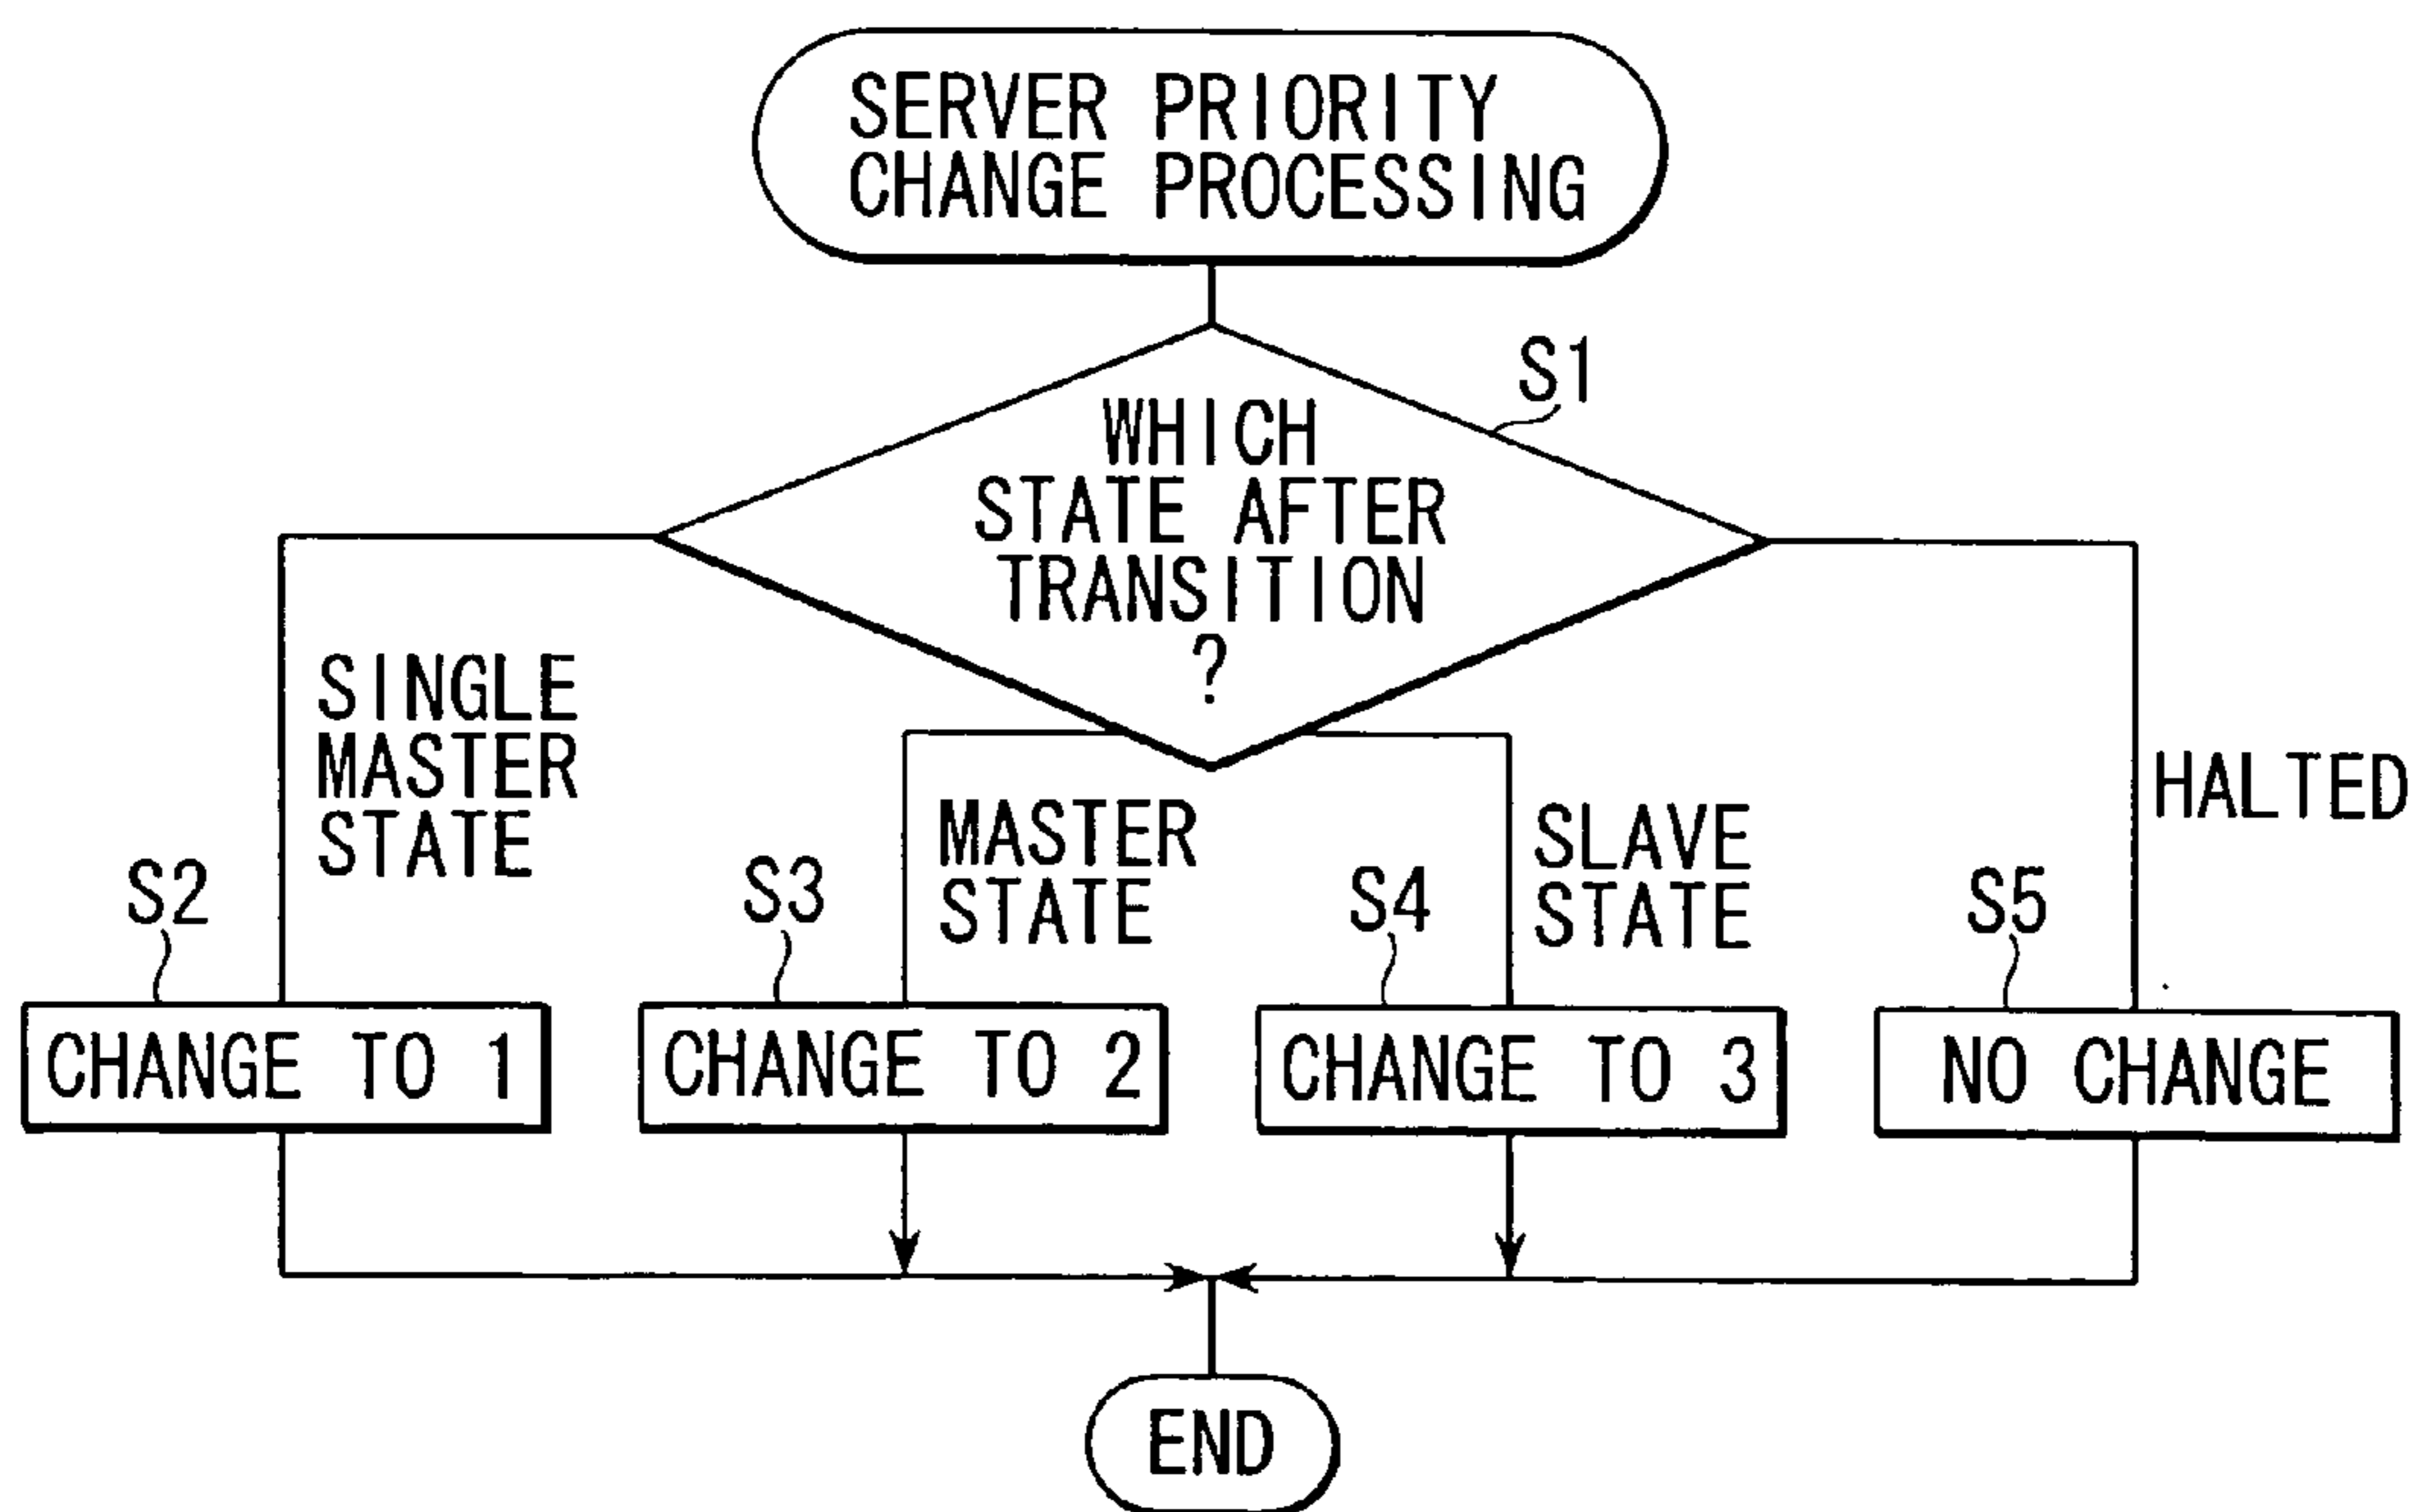 SERVER PRIORITY
CHANGE PROCESSING
S1
WHICH
STATE AFTER
TRANSITION
?
SINGLE
MASTER
STATE
MASTER
STATE
SLAVE
STATE
HALTED
S2
S3
S4
S5
CHANGE TO 1
CHANGE TO 2
CHANGE TO 3
NO CHANGE
END